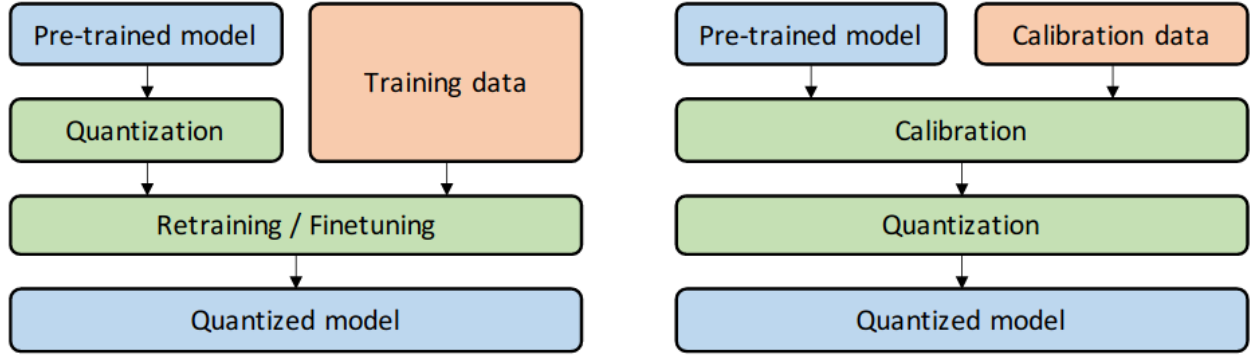 Pre-trained model
Training data
Quantization
Retraining / Finetuning
Quantized model
Pre-trained model
Calibration data
Calibration
Quantization
Quantized model